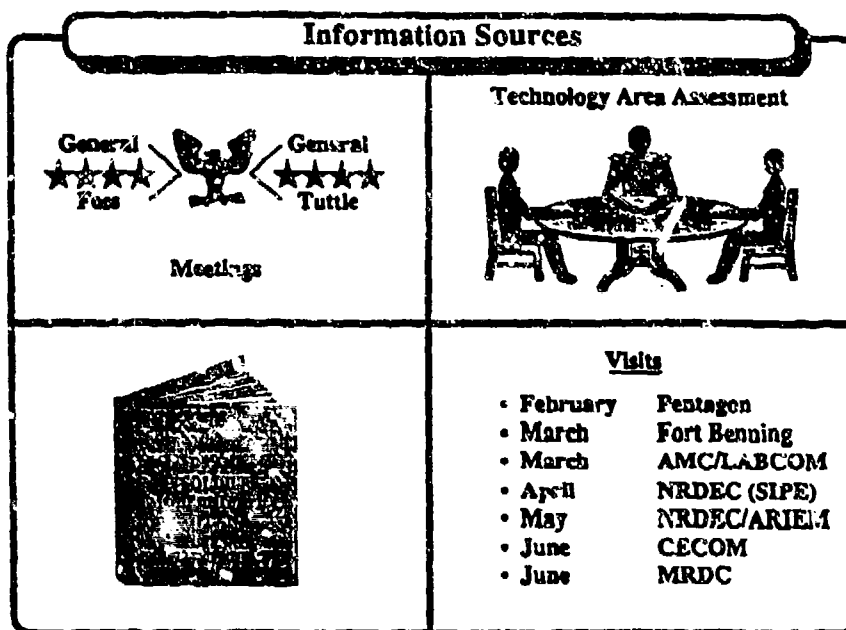 Information Sources
General General
Foss Tuttle
Meetings
Technology Area Assessment
SOLDIER
Visits
• February Pentagon
• March Fort Benning
• March AMC/LABCOM
• April NRDEC (SIPE)
• May NRDEC/ARIEM
• June CECOM
• June MRDC